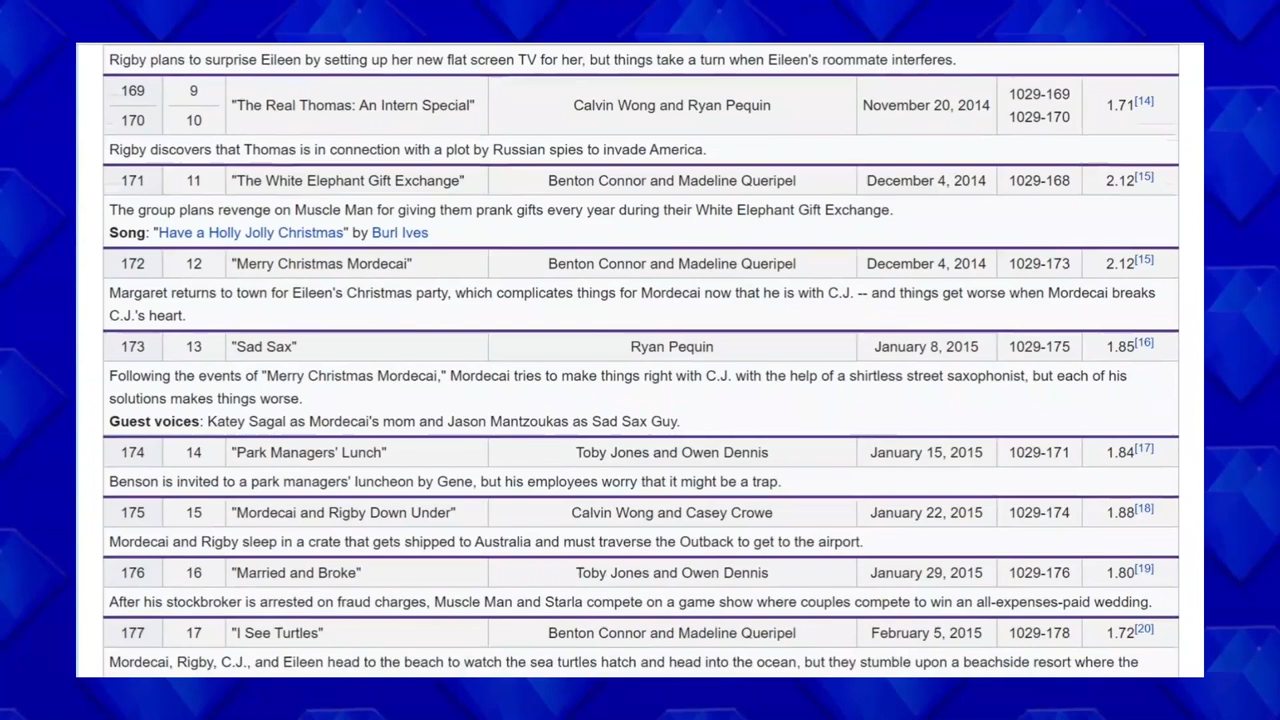 Rigby plans to surprise Eileen by setting up her new flat screen TV for her, but things take a turn when Eileen's roommate interferes.
169 9 "The Real Thomas: An Intern Special" Calvin Wong and Ryan Pequin November 20, 2014 1029-169 1.71[14]
170 10 1029-170
Rigby discovers that Thomas is in connection with a plot by Russian spies to invade America.
171 11 "The White Elephant Gift Exchange" Benton Connor and Madeline Queripel December 4, 2014 1029-168 2.12[15]
The group plans revenge on Muscle Man for giving them prank gifts every year during their White Elephant Gift Exchange.
Song: "Have a Holly Jolly Christmas" by Burl Ives
172 12 "Merry Christmas Mordecai" Benton Connor and Madeline Queripel December 4, 2014 1029-173 2.12[15]
Margaret returns to town for Eileen's Christmas party, which complicates things for Mordecai now that he is with C.J. -- and things get worse when Mordecai breaks
C.J.'s heart.
173 13 "Sad Sax" Ryan Pequin January 8, 2015 1029-175 1.85[16]
Following the events of "Merry Christmas Mordecai," Mordecai tries to make things right with C.J. with the help of a shirtless street saxophonist, but each of his
solutions makes things worse.
Guest voices: Katey Sagal as Mordecai's mom and Jason Mantzoukas as Sad Sax Guy.
174 14 "Park Managers' Lunch" Toby Jones and Owen Dennis January 15, 2015 1029-171 1.84[17]
Benson is invited to a park managers' luncheon by Gene, but his employees worry that it might be a trap.
175 15 "Mordecai and Rigby Down Under" Calvin Wong and Casey Crowe January 22, 2015 1029-174 1.88[18]
Mordecai and Rigby sleep in a crate that gets shipped to Australia and must traverse the Outback to get to the airport.
176 16 "Married and Broke" Toby Jones and Owen Dennis January 29, 2015 1029-176 1.80[19]
After his stockbroker is arrested on fraud charges, Muscle Man and Starla compete on a game show where couples compete to win an all-expenses-paid wedding.
177 17 "I See Turtles" Benton Connor and Madeline Queripel February 5, 2015 1029-178 1.72[20]
Mordecai, Rigby, C.J., and Eileen head to the beach to watch the sea turtles hatch and head into the ocean, but they stumble upon a beachside resort where the